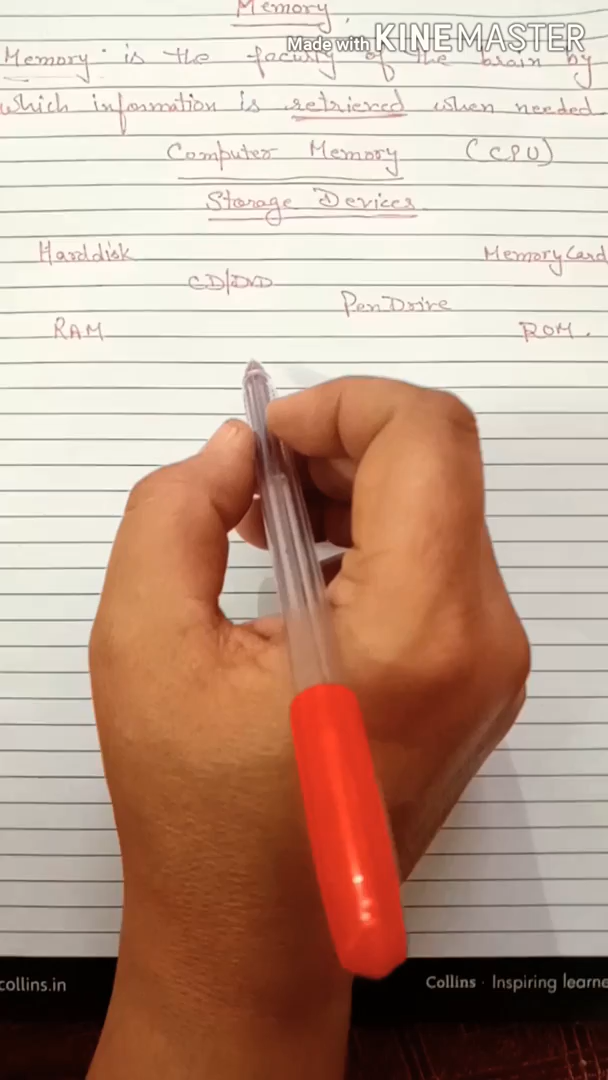 Memory.
Made with KINEMASTER
Memory. is the faculty of the brain by
which information is retrieved when needed
Computer Memory (CPU)
Storage Devices
Harddisk Memory Card
CD/DVD
Pen Drive
RAM ROM.
collins.in Collins · Inspiring learne